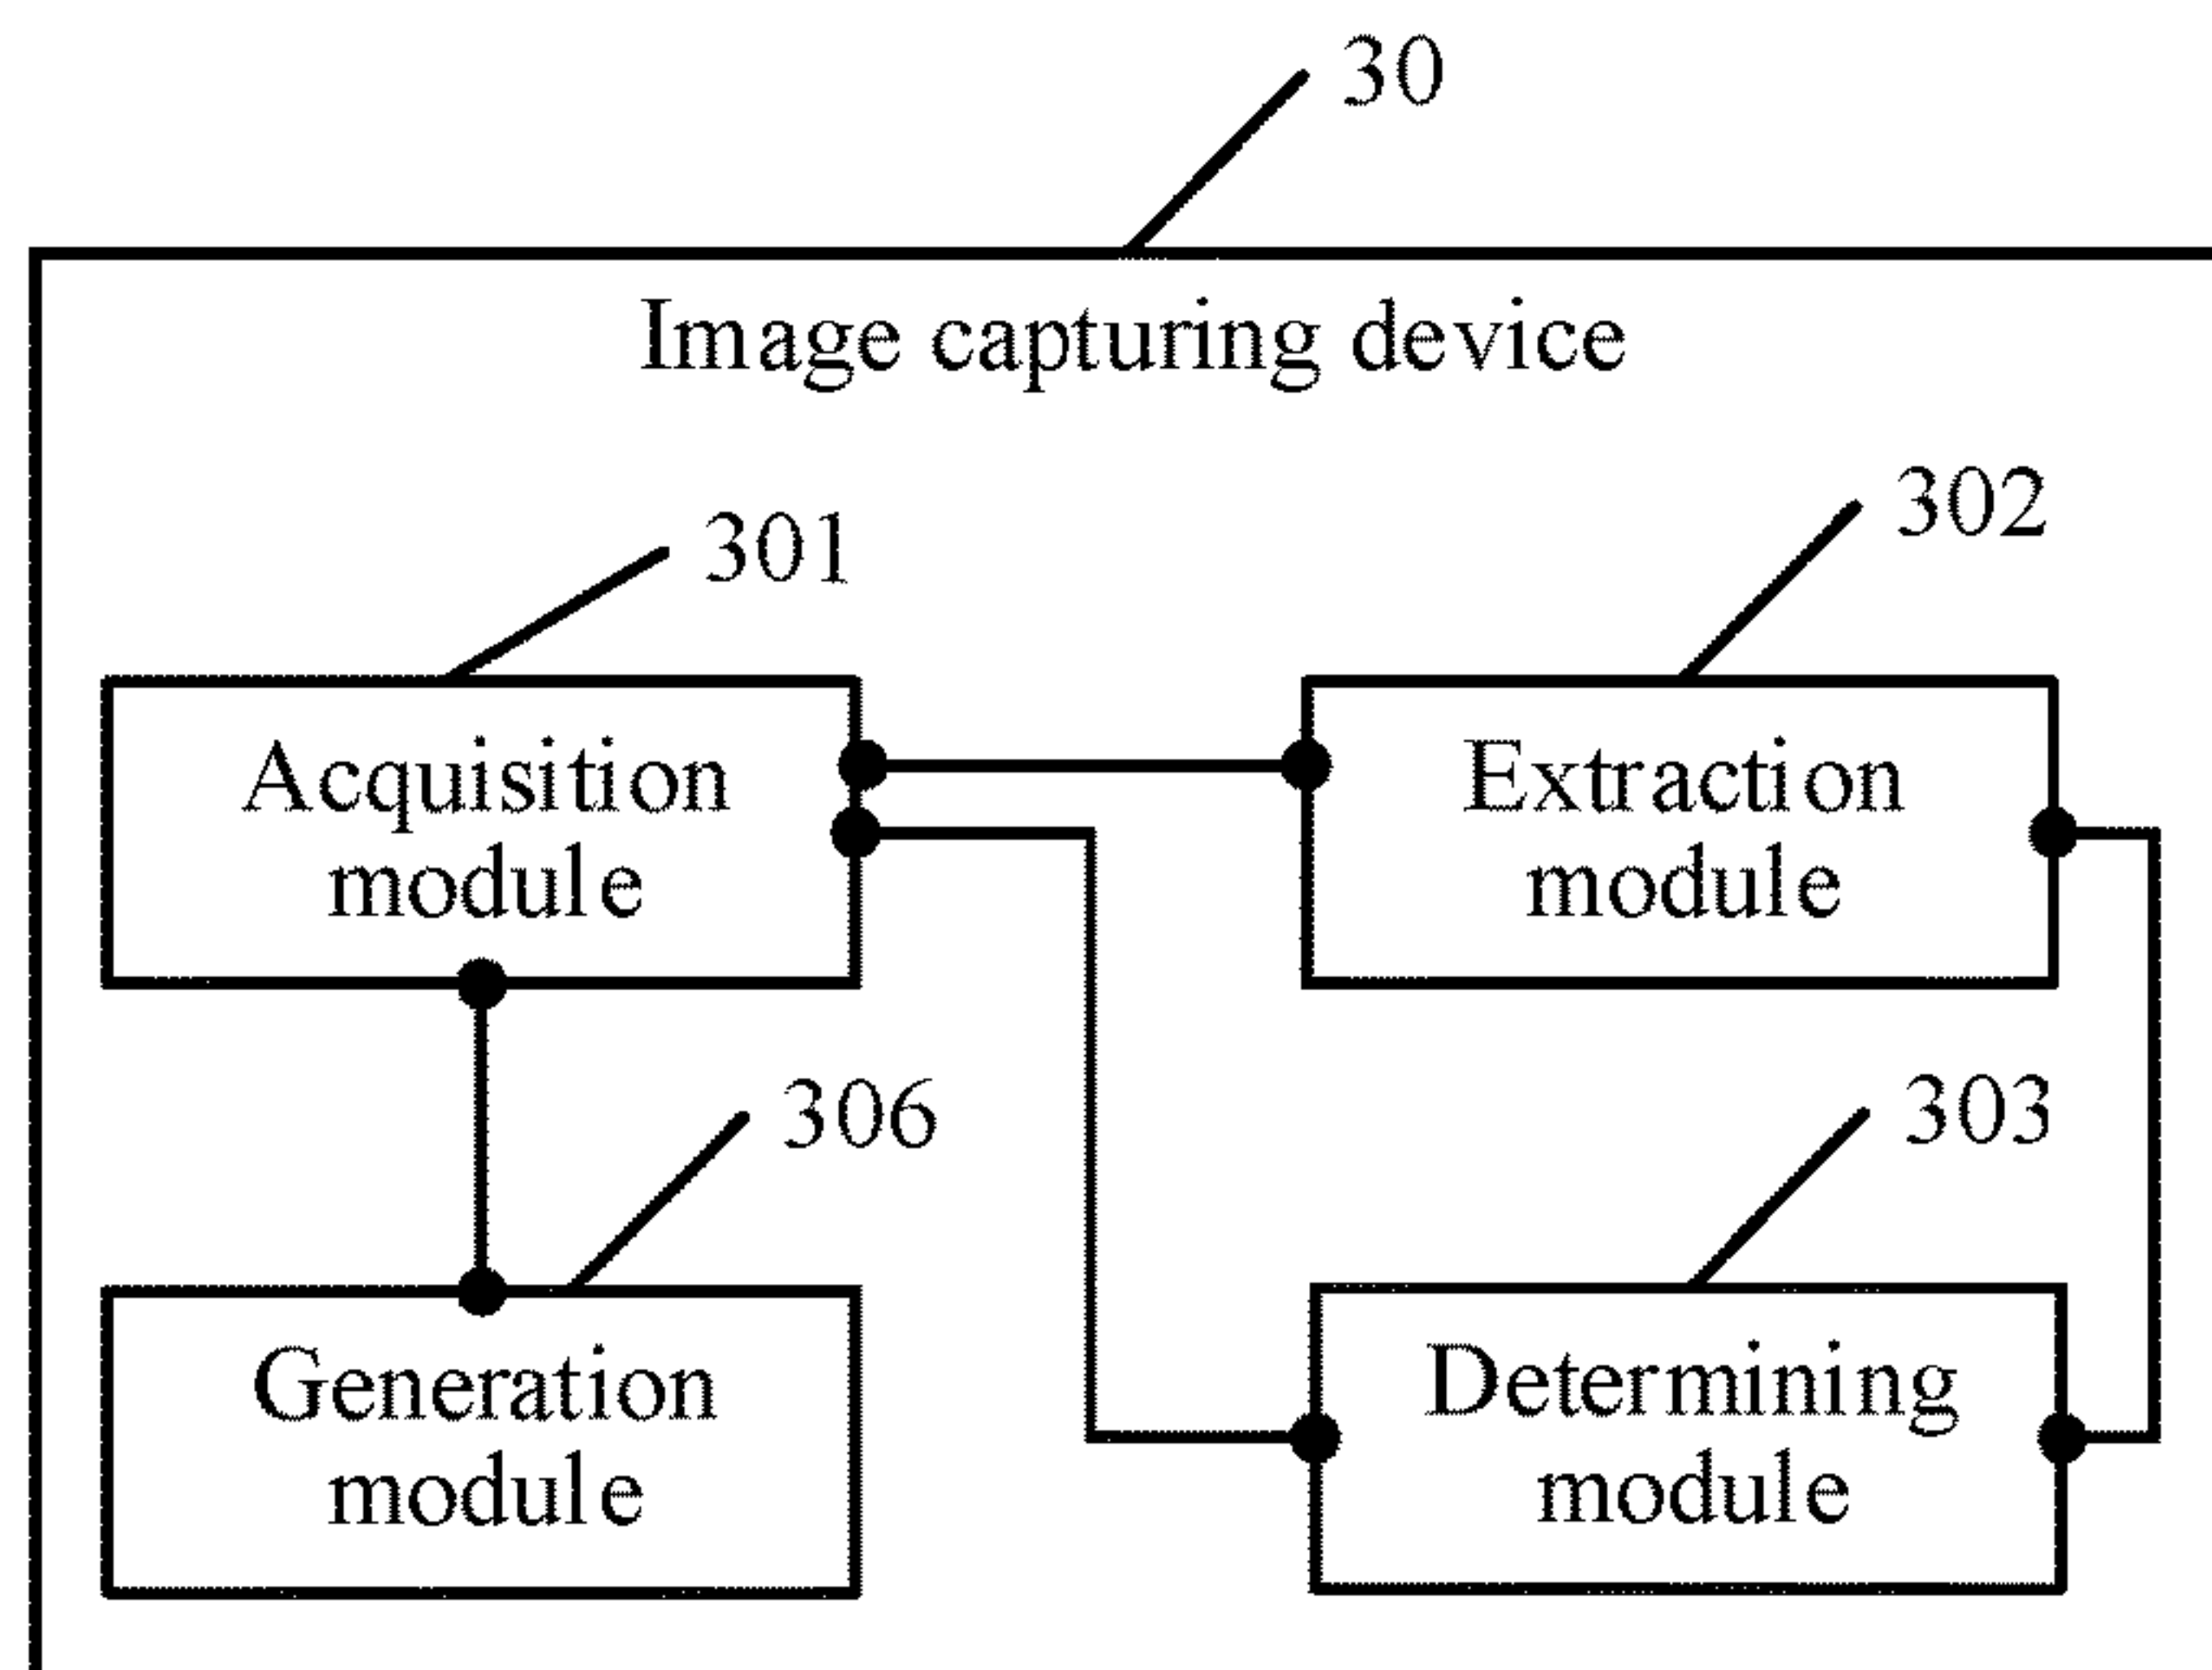 30
Image capturing device
301
302
Acquisition
module
Extraction
module
306
303
Generation
module
Determining
module